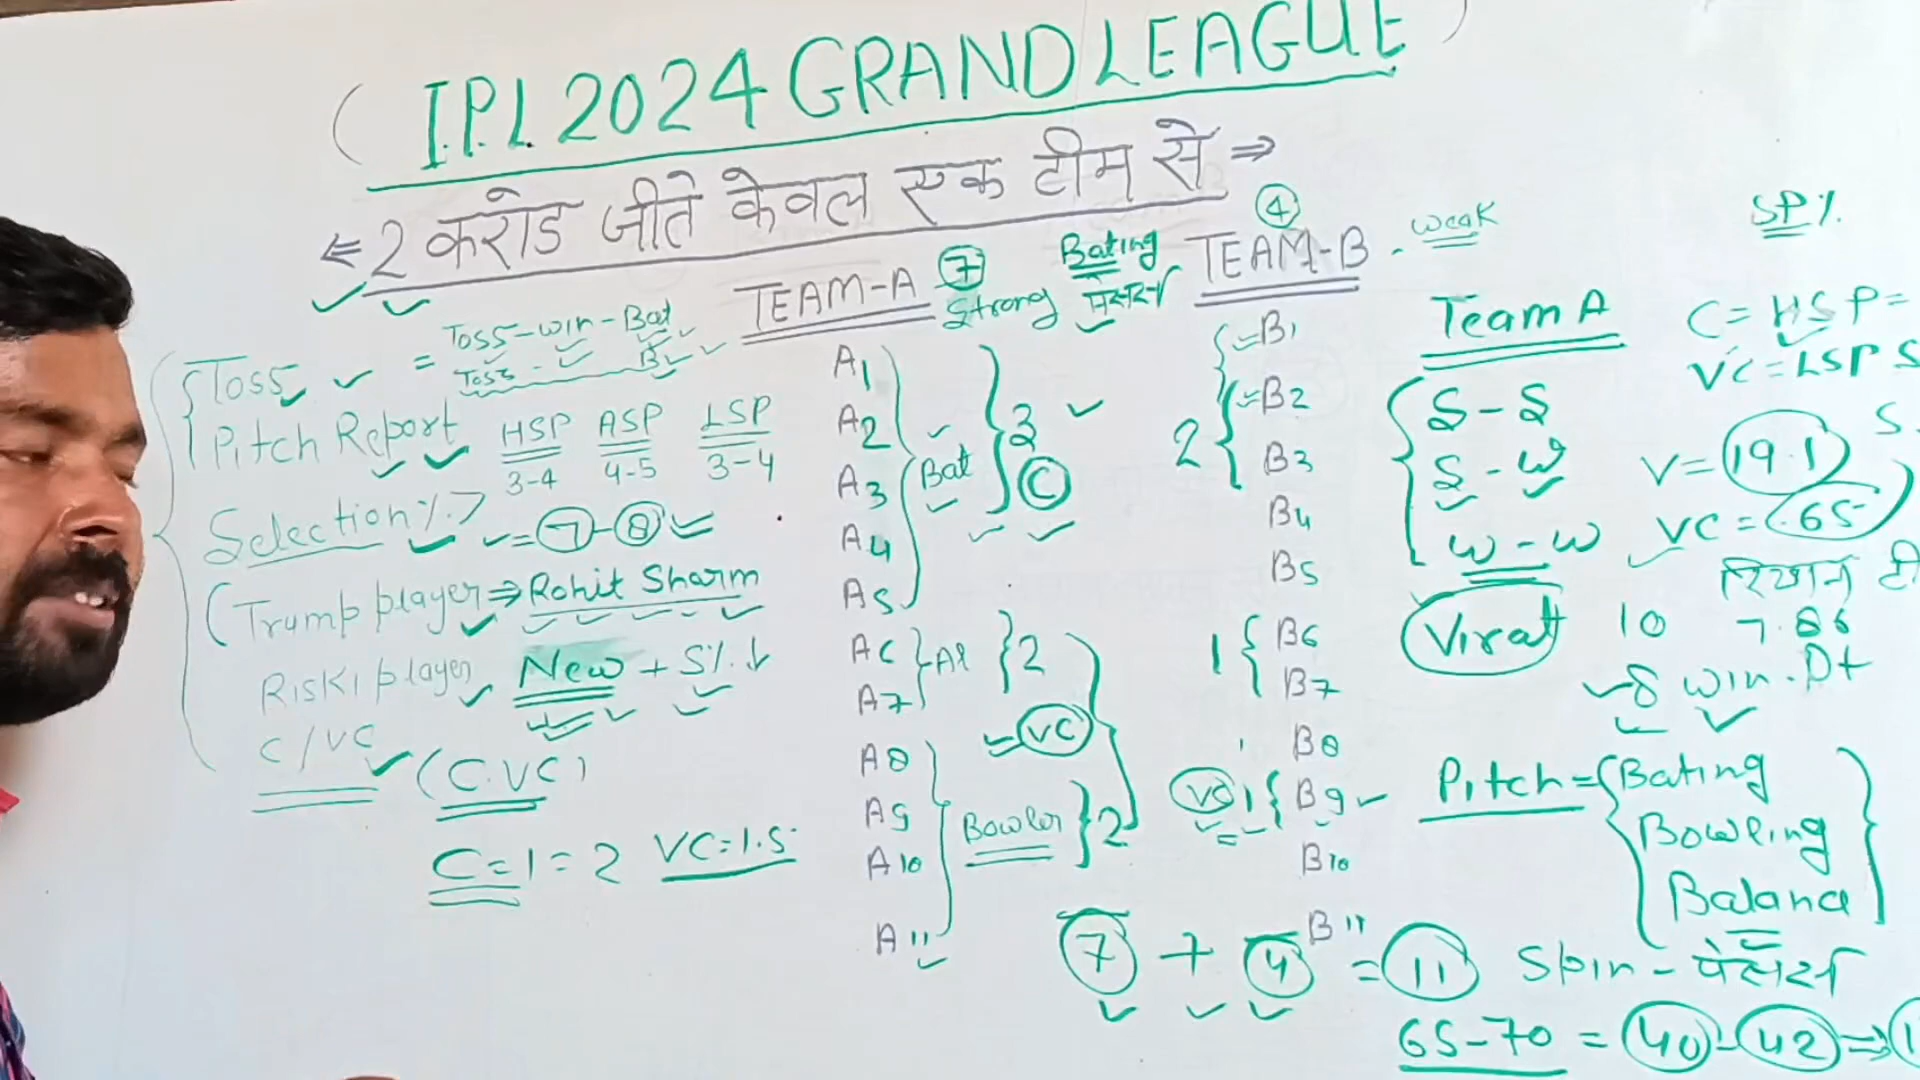 ( I.P.L 2024 GRAND LEAGUE )
⇐ 2 करोड जीते केवल एक टीम से ⇒
TEAM-A 7 Strong
Bating
TEAM-B 4 - weak
SP%.
Toss = Toss-win-Bat
Toss -
Pitch Report
HSP ASP LSP
3-4 4-5 3-4
Selection %. > = 7 - 8
Trump player ⇒ Rohit Sharm
Riski player New + S%. ↓
C/VC (C.VC)
C=1=2 VC=1.5
A1
A2
A3
A4
A5
Bat } 3
C
A6
A7
Al } 2
= VC
A8
A9
A10
A11
Bowler } 2
B1
B2
B3
2 {
B4
B5
B6
B7
1 {
B8
B9
VC 1 {
B10
B11
7 + 4 = 11
Team A
S - S
S - W
W - W
C = HSP =
VC = LSP S
V = 19.1
VC = .65
Virat 10 7.86
8 win. Pt
Pitch = { Bating
Bowling
Balance
Spin -
65-70 = 40 - 42 ⇒